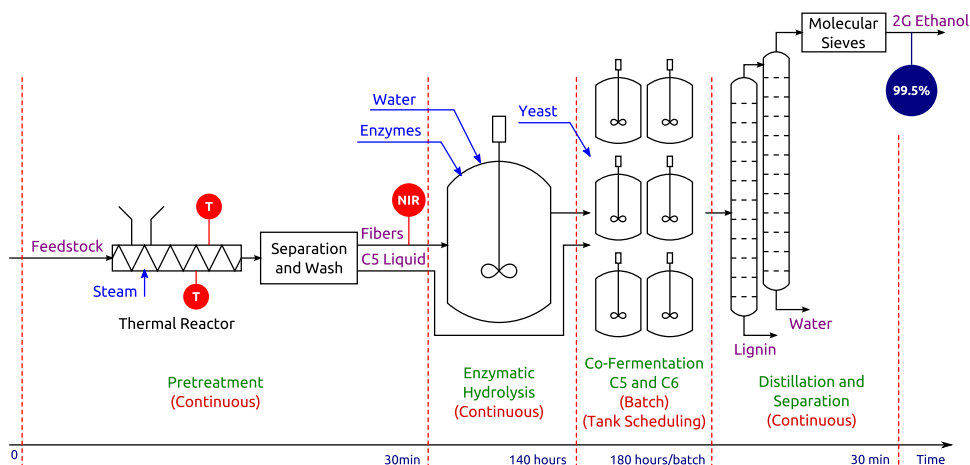 Molecular
Sieves
2G Ethanol
99.5%
Water
Enzymes
Yeast
NIR
T
Feedstock
Separation
and Wash
Fibers
C5 Liquid
Steam
T
Thermal Reactor
Water
Lignin
Pretreatment
(Continuous)
Enzymatic
Hydrolysis
(Continuous)
Co-Fermentation
C5 and C6
(Batch)
(Tank Scheduling)
Distillation and
Separation
(Continuous)
0
30min
140 hours
180 hours/batch
30 min
Time